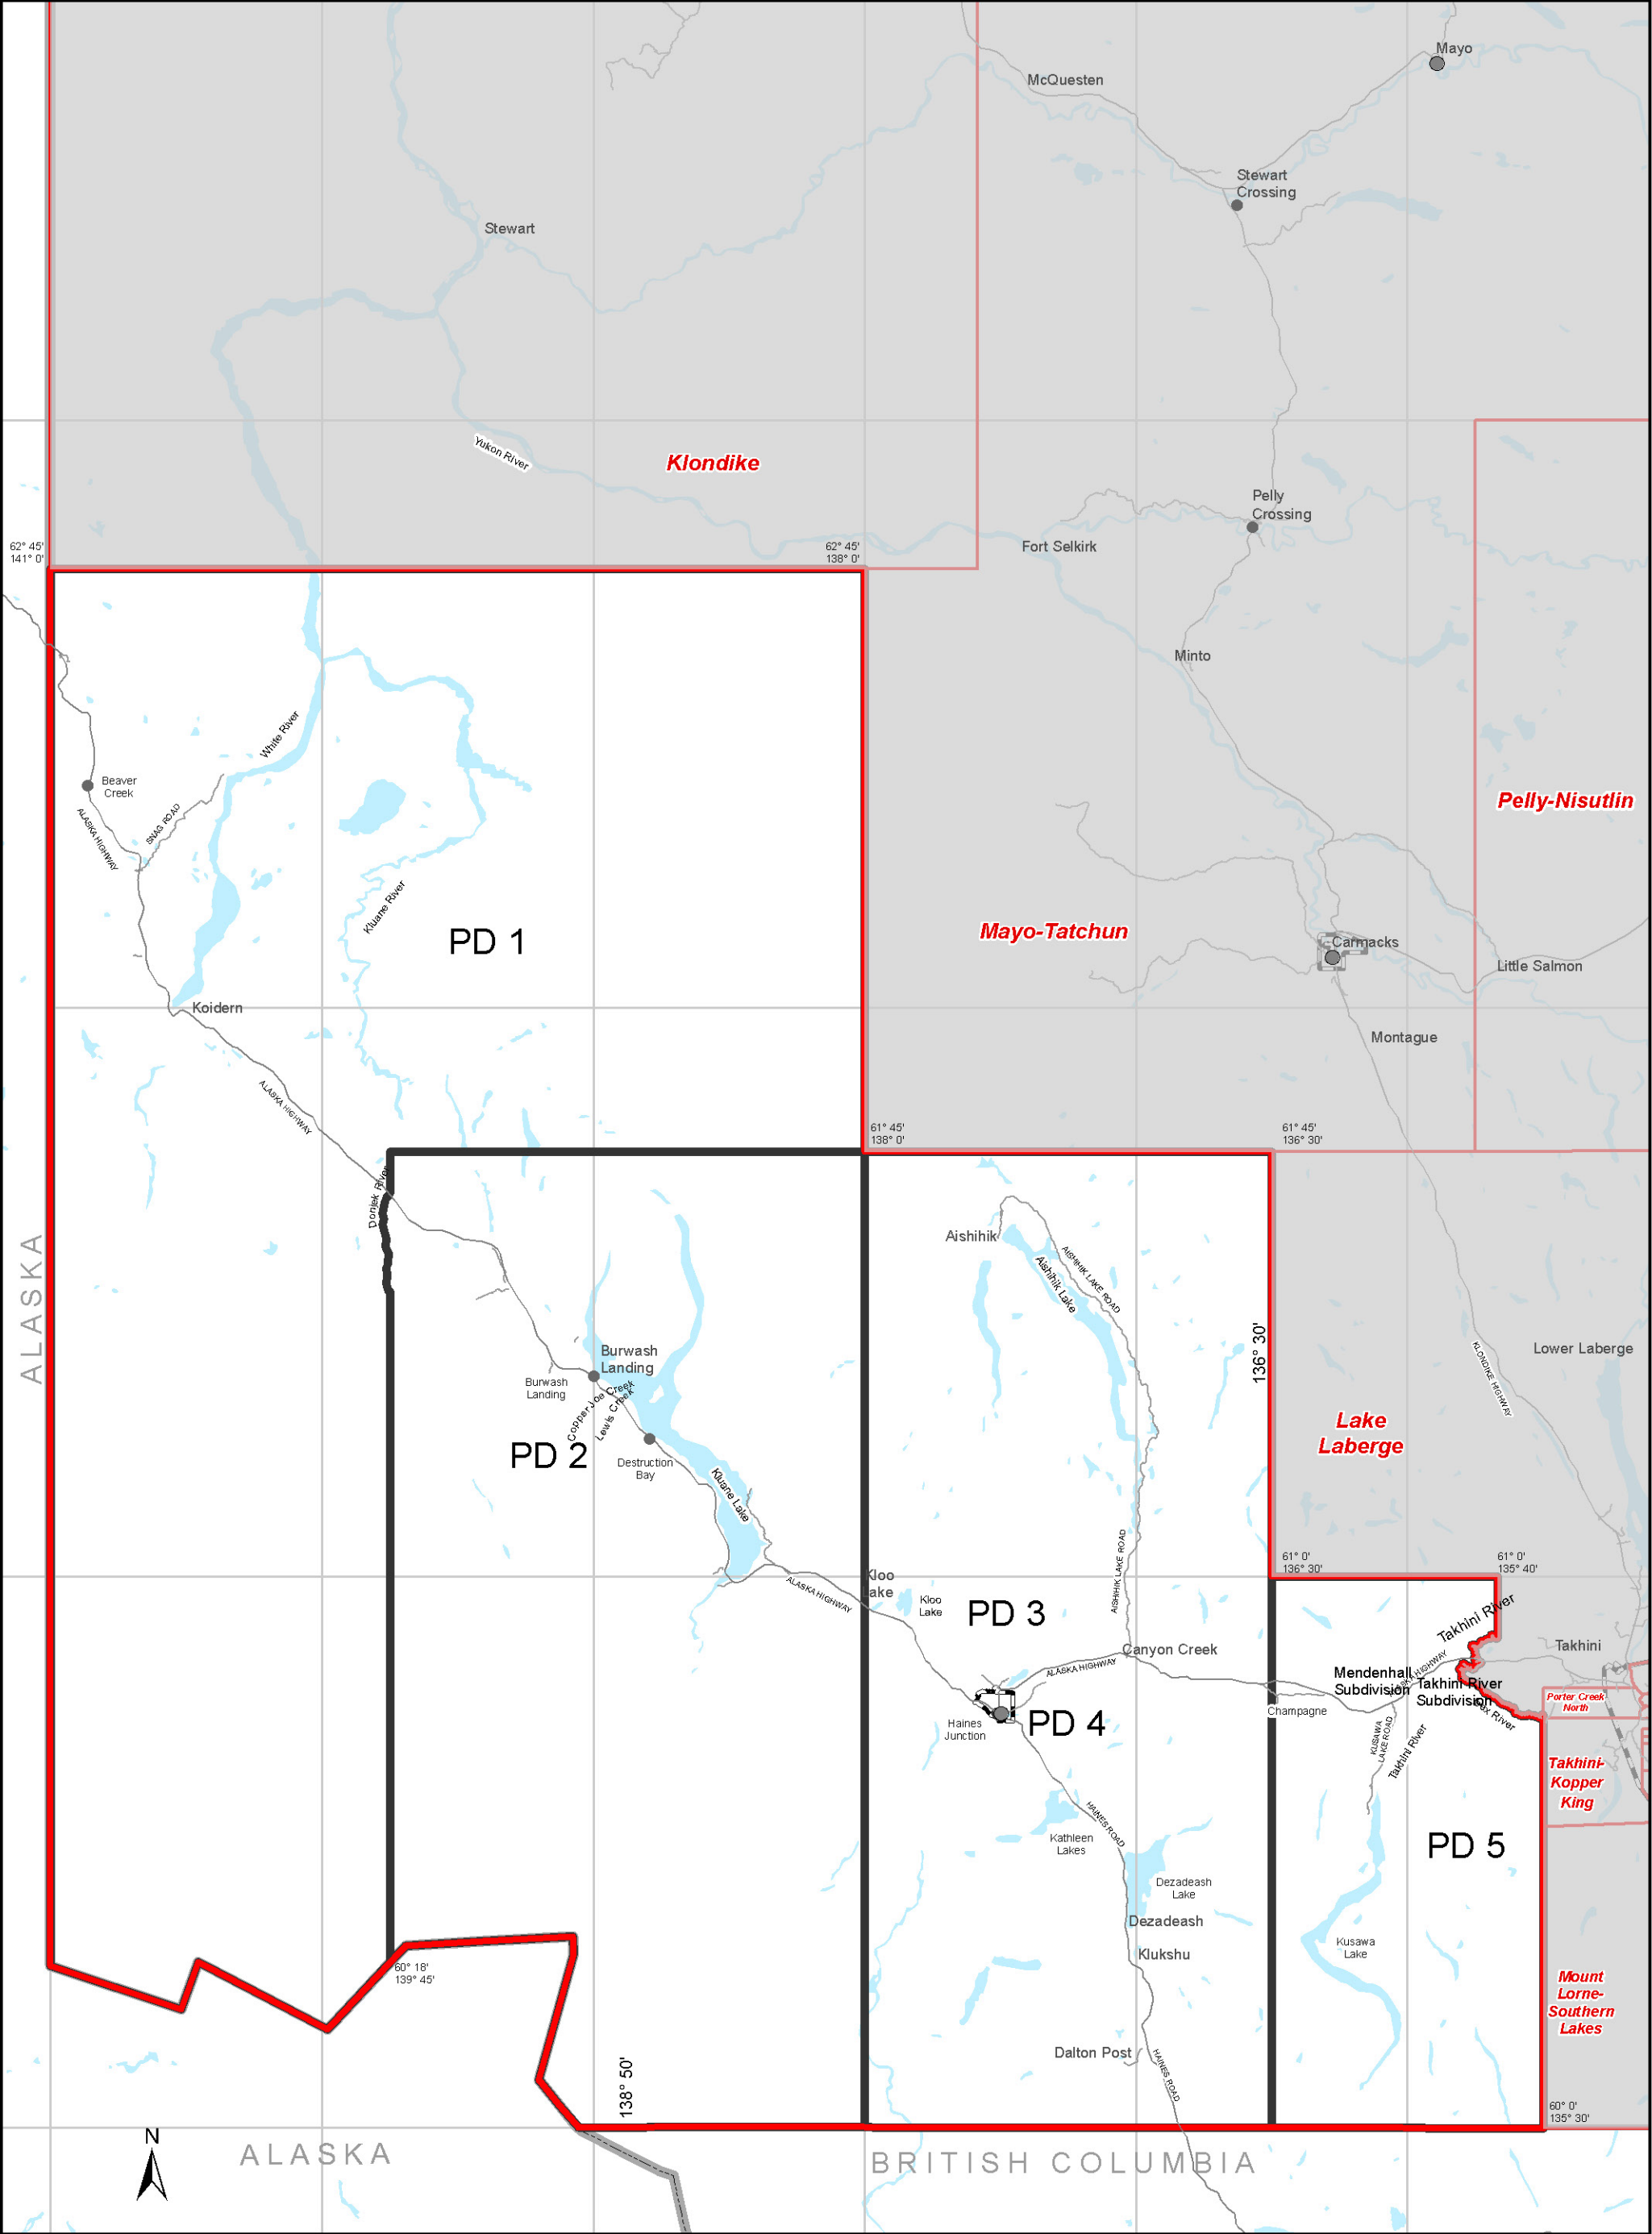 Mayo
McQuesten
Stewart
Crossing
Stewart
Yukon River
Klondike
Pelly
Crossing
Fort Selkirk
62° 45'
141° 0'
62° 45'
138° 0'
Minto
White River
Beaver
Creek
ALASKA HIGHWAY
SNAG ROAD
Pelly-Nisutlin
Kluane River
PD 1
Mayo-Tatchun
Carmacks
Little Salmon
Koidern
Montague
ALASKA HIGHWAY
61° 45'
138° 0'
61° 45'
136° 30'
Donjek River
ALASKA
Aishihik
Aishihik Lake
AISHIHIK LAKE ROAD
136° 30'
KLONDIKE HIGHWAY
Lower Laberge
Burwash
Landing
Burwash
Landing
Copper Joe Creek
Lewis Creek
PD 2
Destruction
Bay
Kluane Lake
Lake
Laberge
AISHIHIK LAKE ROAD
61° 0'
136° 30'
61° 0'
135° 40'
ALASKA HIGHWAY
Kloo
Lake
Kloo
Lake
PD 3
Takhini River
Takhini
Canyon Creek
ALASKA HIGHWAY
ALASKA HIGHWAY
Mendenhall
Subdivision
Takhini River
Subdivision
Porter Creek
North
Champagne
Haines
Junction
PD 4
KUSAWA
LAKE ROAD
Takhini River
Takhini-
Kopper
King
HAINES ROAD
Kathleen
Lakes
PD 5
Dezadeash
Lake
Dezadeash
Kusawa
Lake
Klukshu
60° 18'
139° 45'
Mount
Lorne-
Southern
Lakes
Dalton Post
HAINES ROAD
138° 50'
60° 0'
135° 30'
N
ALASKA
BRITISH COLUMBIA